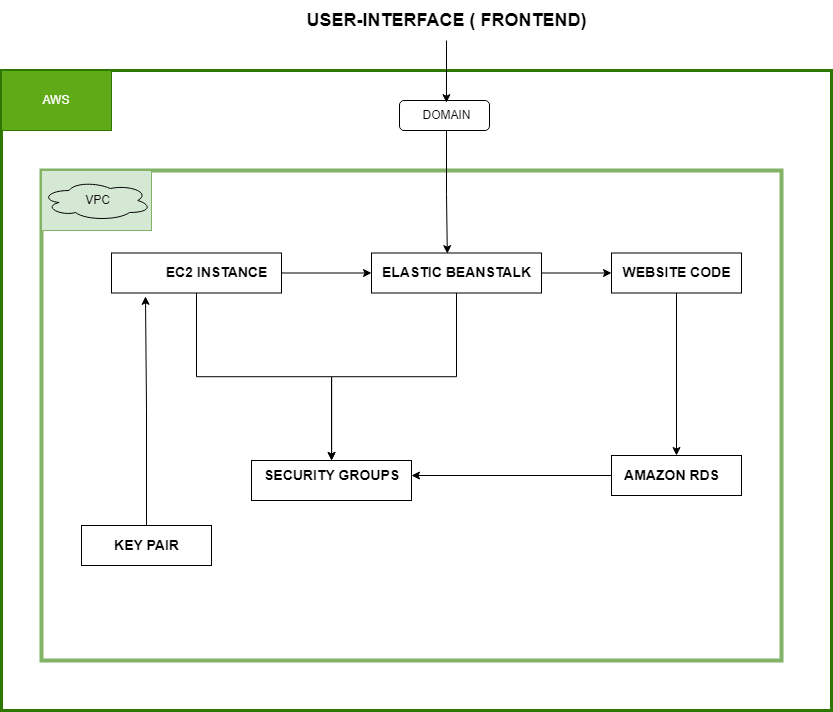 USER-INTERFACE ( FRONTEND)
AWS
DOMAIN
VPC
EC2 INSTANCE
ELASTIC BEANSTALK
WEBSITE CODE
SECURITY GROUPS
AMAZON RDS
KEY PAIR